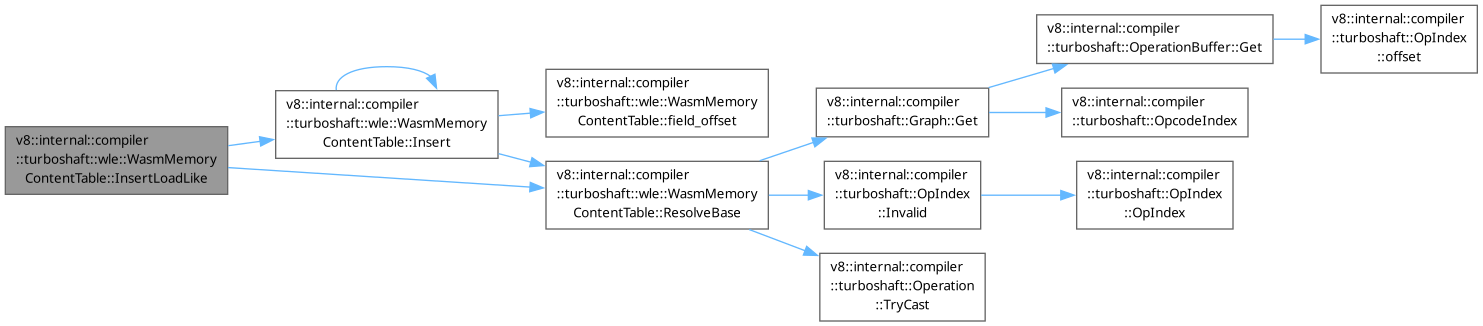 v8::internal::compiler
::turboshaft::wle::WasmMemory
ContentTable::InsertLoadLike
v8::internal::compiler
::turboshaft::wle::WasmMemory
ContentTable::Insert
v8::internal::compiler
::turboshaft::wle::WasmMemory
ContentTable::field_offset
v8::internal::compiler
::turboshaft::wle::WasmMemory
ContentTable::ResolveBase
v8::internal::compiler
::turboshaft::Graph::Get
v8::internal::compiler
::turboshaft::OperationBuffer::Get
v8::internal::compiler
::turboshaft::OpIndex
::offset
v8::internal::compiler
::turboshaft::OpcodeIndex
v8::internal::compiler
::turboshaft::OpIndex
::Invalid
v8::internal::compiler
::turboshaft::OpIndex
::OpIndex
v8::internal::compiler
::turboshaft::Operation
::TryCast